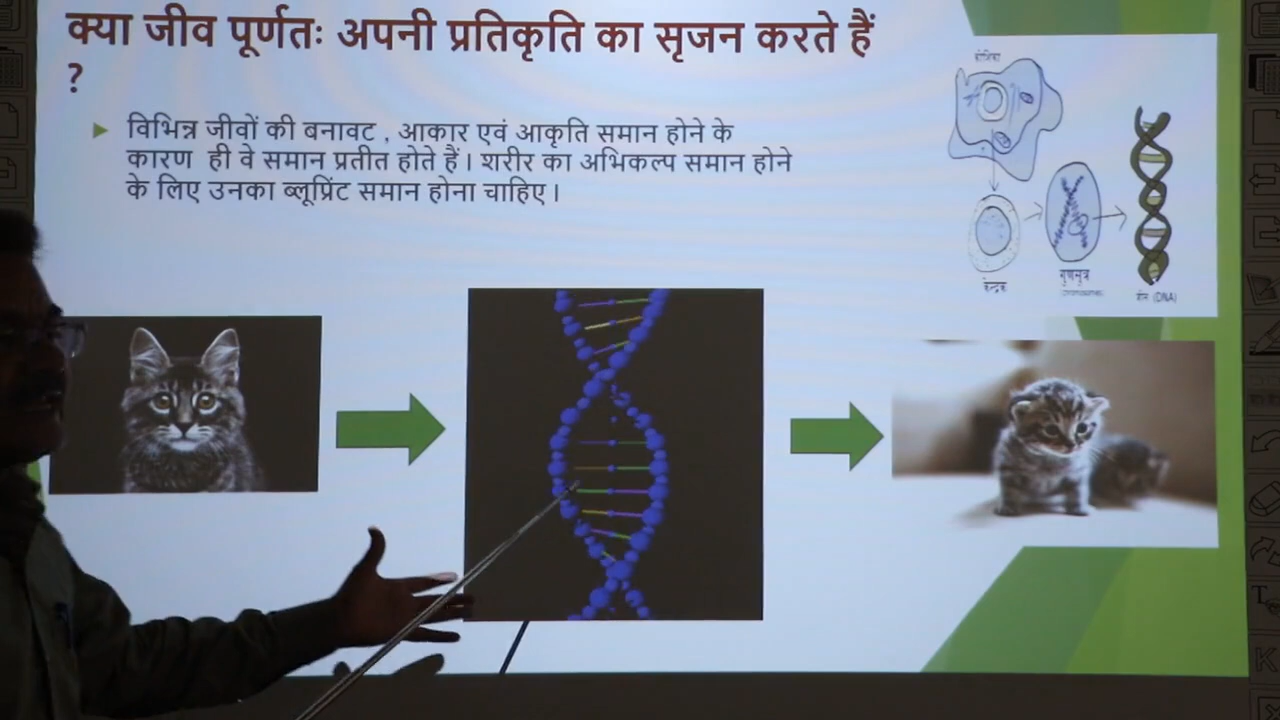 क्या जीव पूर्णतः अपनी प्रतिकृति का सृजन करते हैं
?
विभिन्न जीवों की बनावट , आकार एवं आकृति समान होने के
कारण ही वे समान प्रतीत होते हैं । शरीर का अभिकल्प समान होने
के लिए उनका ब्लूप्रिंट समान होना चाहिए ।
कोशिका
केन्द्रक
गुणसूत्र
(DNA)